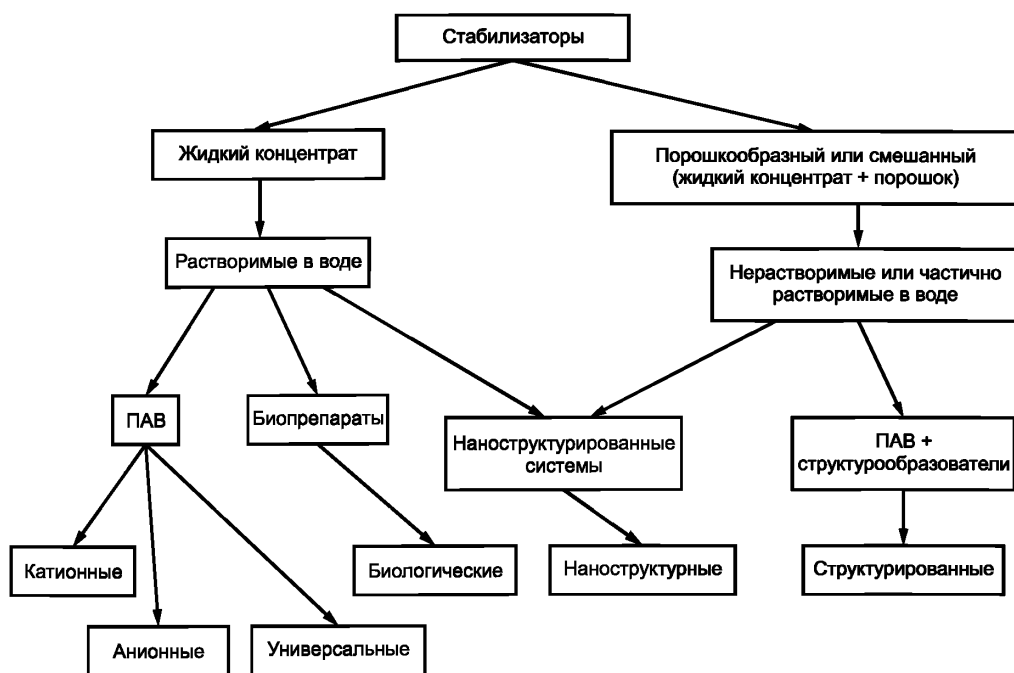 Стабилизаторы
Жидкий концентрат
Порошкообразный или смешанный
(жидкий концентрат + порошок)
Растворимые в воде
Нерастворимые или частично
растворимые в воде
ПАВ
Биопрепараты
Наноструктурированные
системы
ПАВ +
структурообразователи
Катионные
Биологические
Наноструктурные
Структурированные
Анионные
Универсальные